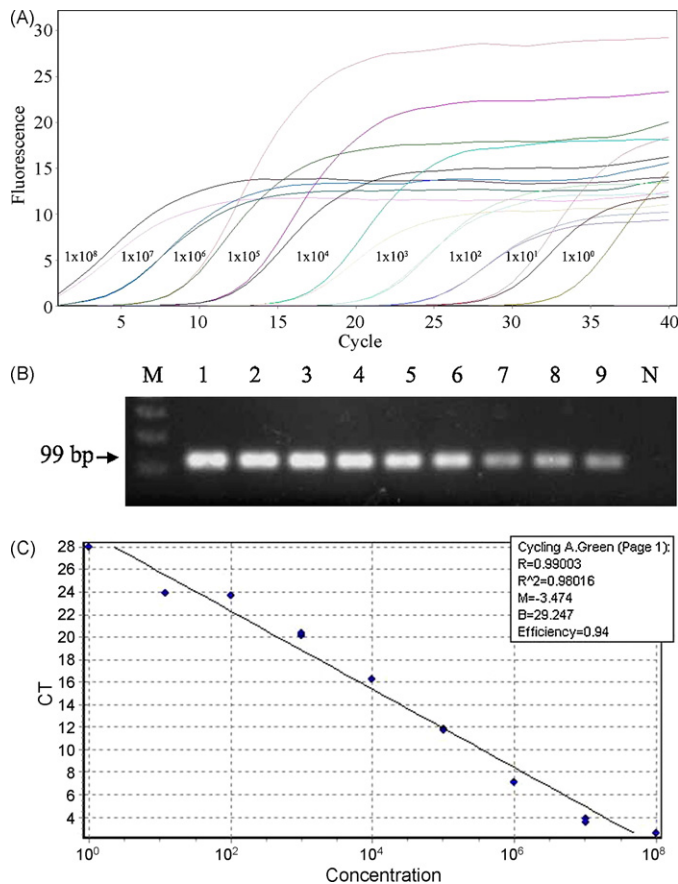 (A)
30
25
20
15
10
5
0
Fluorescence
1x10⁸ 1x10⁷ 1x10⁶ 1x10⁵ 1x10⁴ 1x10³ 1x10² 1x10¹ 1x10⁰
5 10 15 20 25 30 35 40
Cycle
(B)
M 1 2 3 4 5 6 7 8 9 N
99 bp
(C)
28
26
24
22
20
18
16
14
12
10
8
6
4
CT
Cycling A.Green (Page 1):
R=0.99003
R^2=0.98016
M=-3.474
B=29.247
Efficiency=0.94
10⁰ 10² 10⁴ 10⁶ 10⁸
Concentration